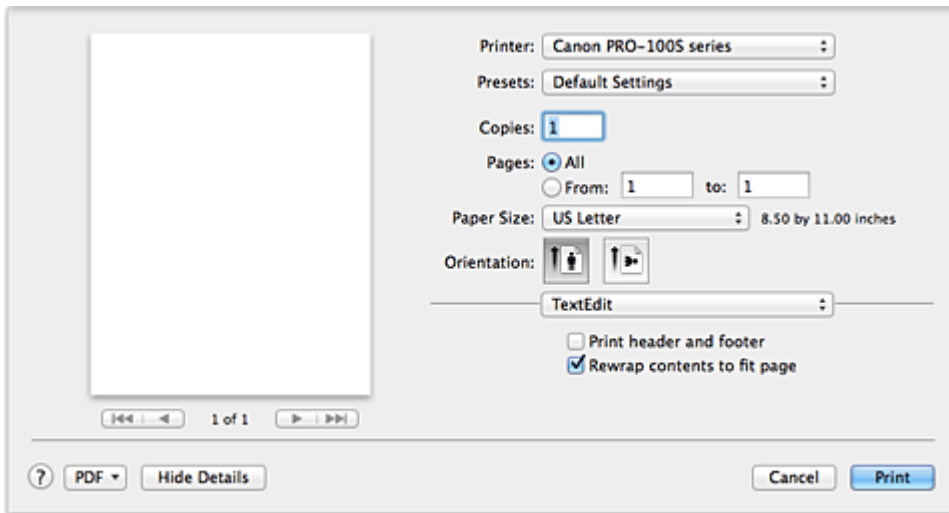 Printer: Canon PRO-100S series
Presets: Default Settings
Copies: 1
Pages: All
From: 1 to: 1
Paper Size: US Letter 8.50 by 11.00 inches
Orientation:
TextEdit
Print header and footer
Rewrap contents to fit page
1 of 1
? PDF Hide Details Cancel Print